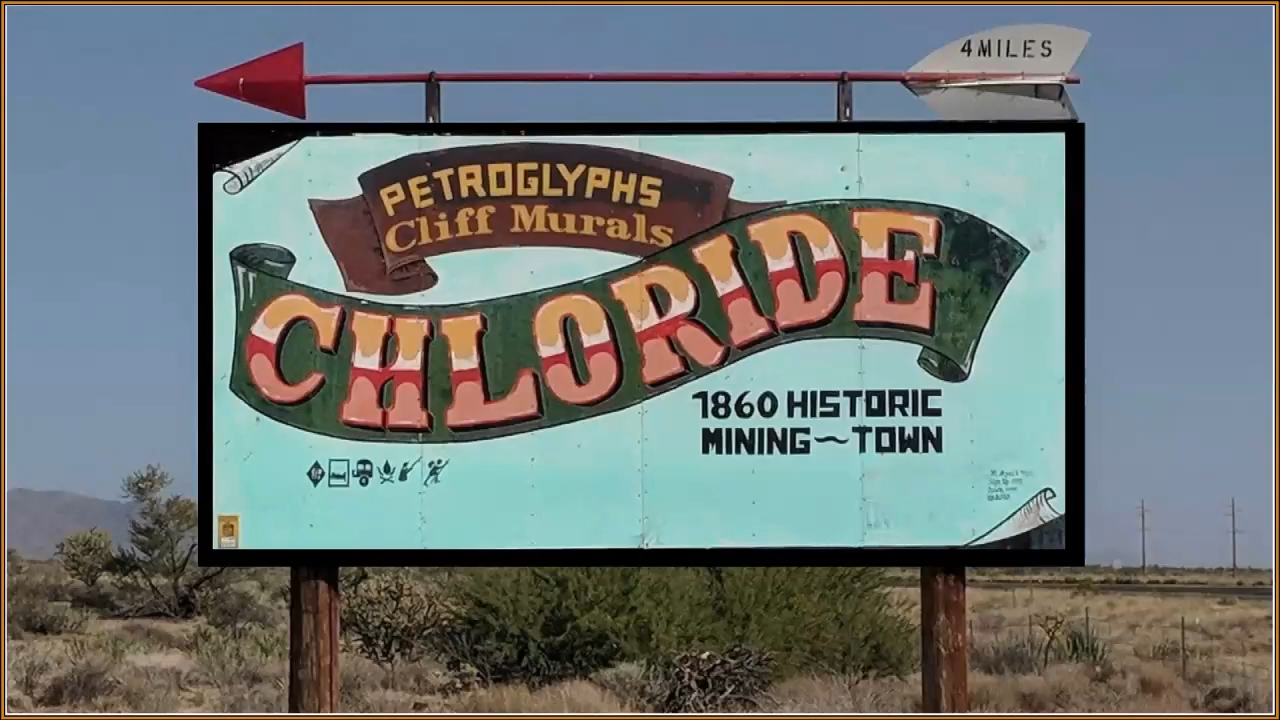 4 MILES
PETROGLYPHS
Cliff Murals
CHLORIDE
1860 HISTORIC
MINING~TOWN